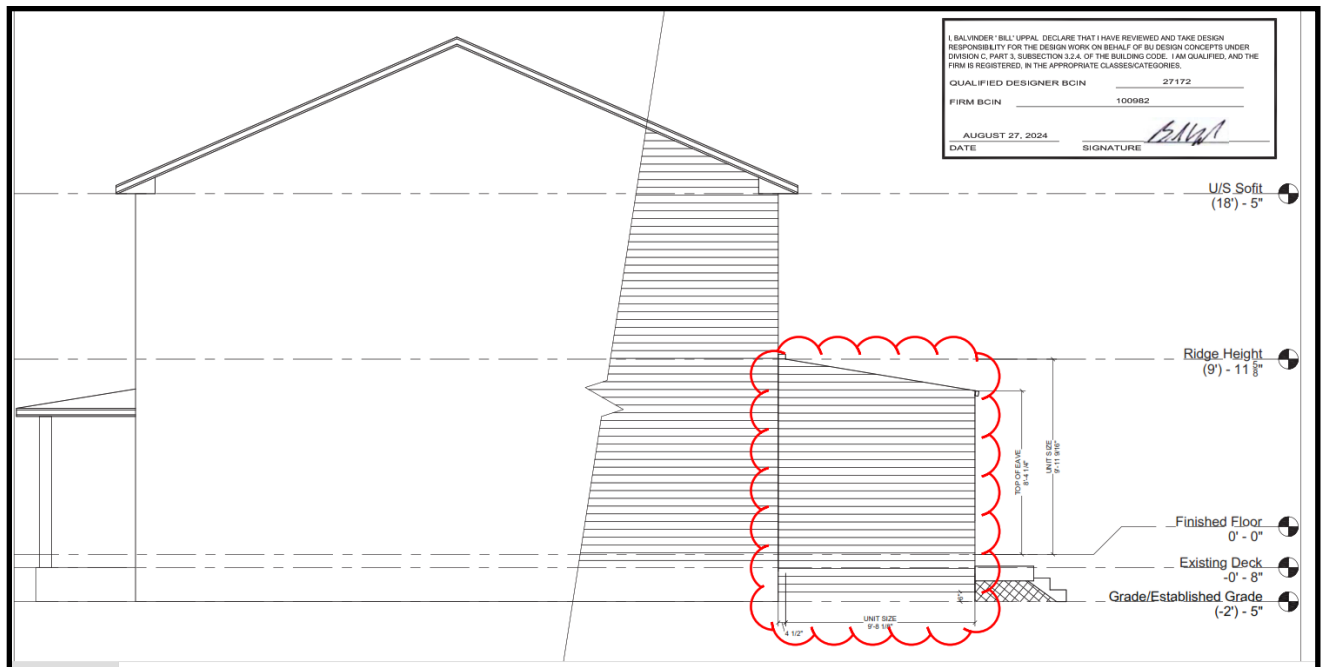 I, BALVINDER "BILL" UPPAL DECLARE THAT I HAVE REVIEWED AND TAKE DESIGN
RESPONSIBILITY FOR THE DESIGN WORK ON BEHALF OF BU DESIGN CONCEPTS UNDER
DIVISION C, PART 3, SUBSECTION 3.2.4. OF THE BUILDING CODE. I AM QUALIFIED, AND THE
FIRM IS REGISTERED, IN THE APPROPRIATE CLASSES/CATEGORIES.
QUALIFIED DESIGNER BCIN 27172
FIRM BCIN 100982
AUGUST 27, 2024
DATE SIGNATURE
U/S Sofit
(18') - 5"
Ridge Height
(9') - 11 5/8"
TOP OF EAVE
8'-4 1/4"
UNIT SIZE
9'-11 9/16"
Finished Floor
0' - 0"
Existing Deck
-0' - 8"
Grade/Established Grade
(-2') - 5"
UNIT SIZE
4 1/2"